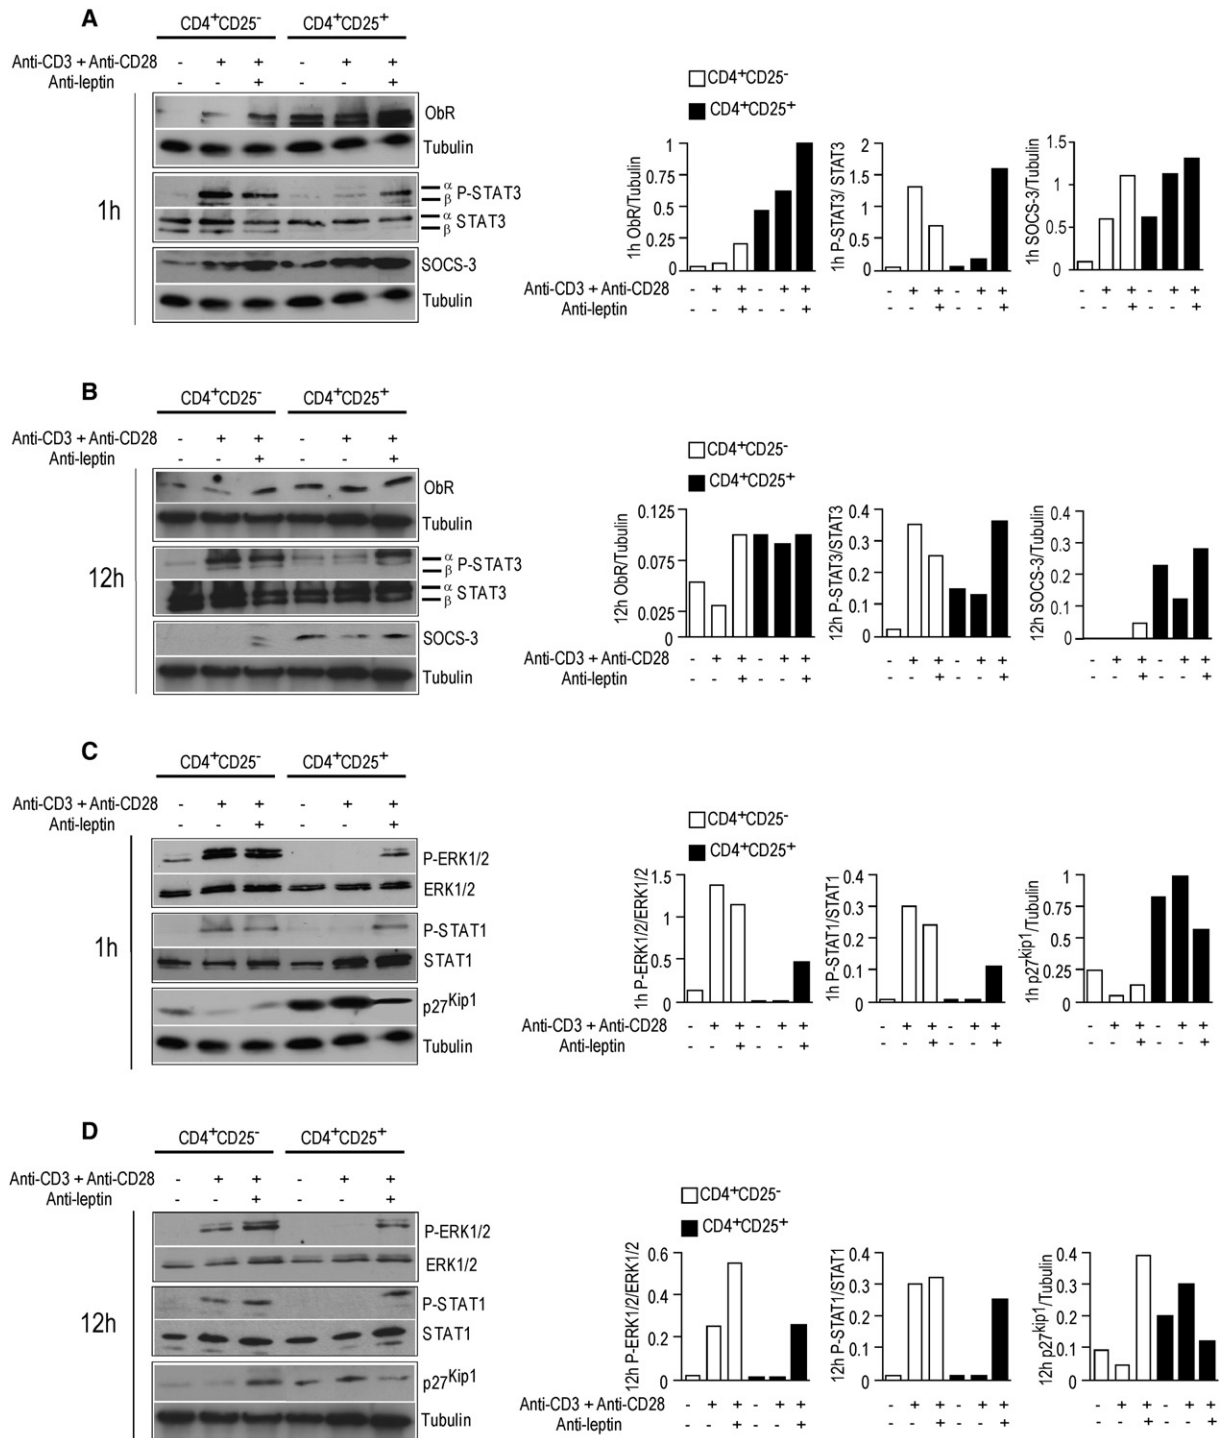 A
CD4+CD25- CD4+CD25+
Anti-CD3 + Anti-CD28 - + + - + +
Anti-leptin - - + - - +
1h
ObR
Tubulin
α
β P-STAT3
α
β STAT3
SOCS-3
Tubulin
CD4+CD25-
CD4+CD25+
1h ObR/Tubulin
1
0.75
0.5
0.25
0
1h P-STAT3/ STAT3
2
1.5
1
0.5
0
1h SOCS-3/Tubulin
1.5
1
0.5
0
Anti-CD3 + Anti-CD28 - + + - + + - + + - + + - + + - + +
Anti-leptin - - + - - + - - + - - + - - + - - +
B
CD4+CD25- CD4+CD25+
Anti-CD3 + Anti-CD28 - + + - + +
Anti-leptin - - + - - +
12h
ObR
Tubulin
α
β P-STAT3
α
β STAT3
SOCS-3
Tubulin
CD4+CD25-
CD4+CD25+
12h ObR/Tubulin
0.125
0.075
0.025
0
12h P-STAT3/STAT3
0.4
0.3
0.2
0.1
0
12h SOCS-3/Tubulin
0.4
0.3
0.2
0.1
0
Anti-CD3 + Anti-CD28 - + + - + + - + + - + + - + + - + +
Anti-leptin - - + - - + - - + - - + - - + - - +
C
CD4+CD25- CD4+CD25+
Anti-CD3 + Anti-CD28 - + + - + +
Anti-leptin - - + - - +
1h
P-ERK1/2
ERK1/2
P-STAT1
STAT1
p27Kip1
Tubulin
CD4+CD25-
CD4+CD25+
1h P-ERK1/2/ERK1/2
1.5
1
0.5
0
1h P-STAT1/STAT1
0.4
0.3
0.2
0.1
0
1h p27kip1/Tubulin
1
0.75
0.5
0.25
0
Anti-CD3 + Anti-CD28 - + + - + + - + + - + + - + + - + +
Anti-leptin - - + - - + - - + - - + - - + - - +
D
CD4+CD25- CD4+CD25+
Anti-CD3 + Anti-CD28 - + + - + +
Anti-leptin - - + - - +
12h
P-ERK1/2
ERK1/2
P-STAT1
STAT1
p27Kip1
Tubulin
CD4+CD25-
CD4+CD25+
12h P-ERK1/2/ERK1/2
0.6
0.4
0.2
0
12h P-STAT1/STAT1
0.4
0.3
0.2
0.1
0
12h p27kip1/Tubulin
0.4
0.3
0.2
0.1
0
Anti-CD3 + Anti-CD28 - + + - + + - + + - + + - + + - + +
Anti-leptin - - + - - + - - + - - + - - + - - +